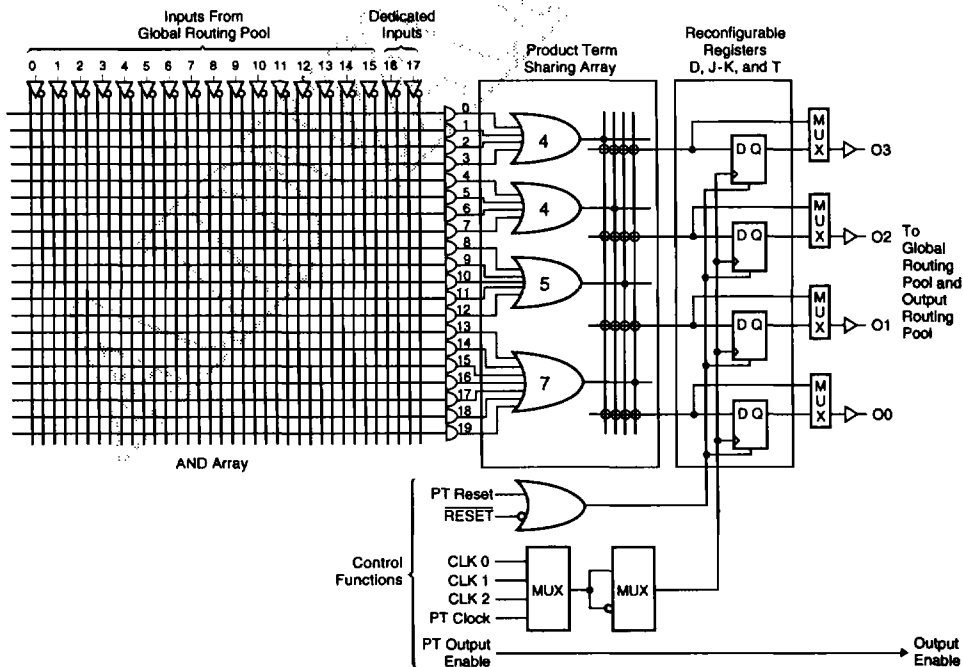 Inputs From
Global Routing Pool
Dedicated
Inputs
0 1 2 3 4 5 6 7 8 9 10 11 12 13 14 15 16 17
Product Term
Sharing Array
Reconfigurable
Registers
D, J-K, and T
0
1
2
3
4
5
6
7
8
9
10
11
12
13
14
15
16
17
18
19
4
4
5
7
D Q
D Q
D Q
D Q
MUX
MUX
MUX
MUX
O3
O2
O1
O0
To
Global
Routing
Pool and
Output
Routing
Pool
AND Array
Control
Functions
PT Reset
RESET
CLK 0
CLK 1
CLK 2
PT Clock
MUX
MUX
PT Output
Enable
Output
Enable